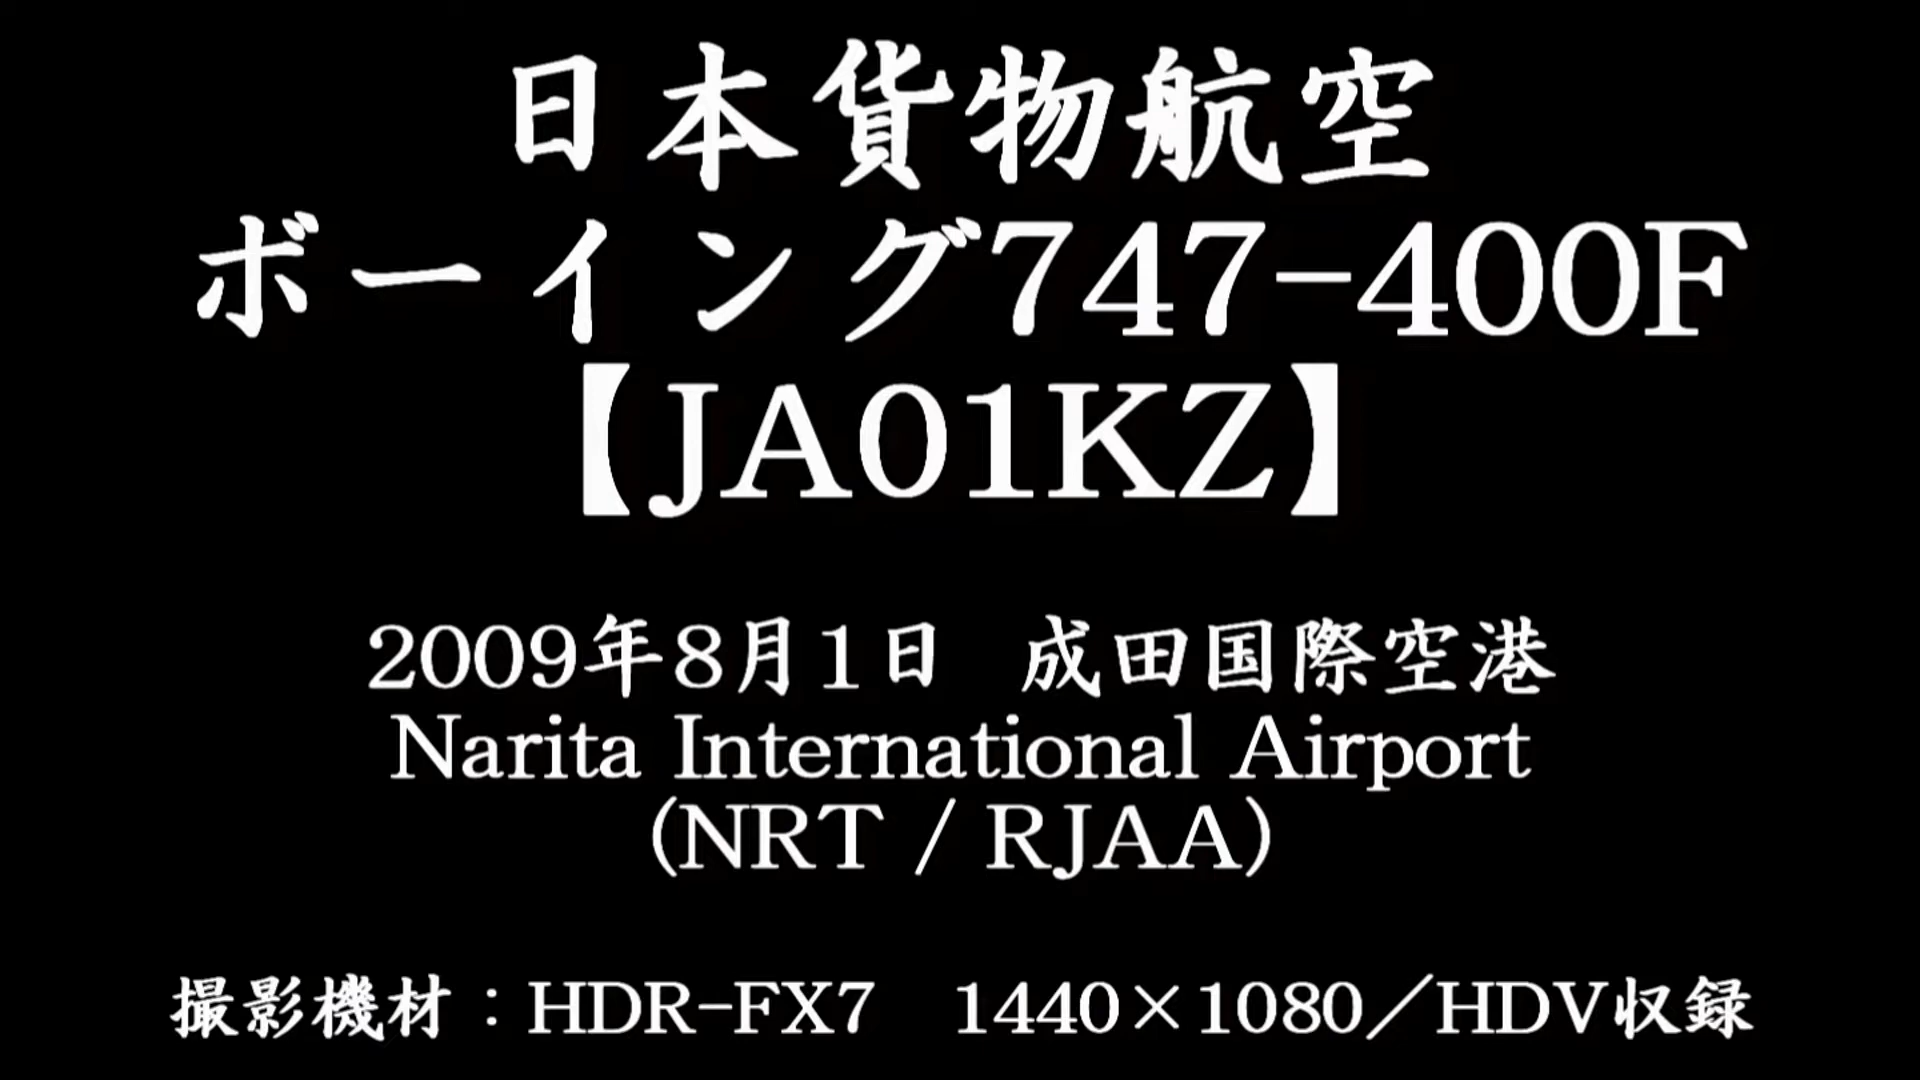 日本貨物航空
ボーイング747-400F
【JA01KZ】
2009年8月1日　成田国際空港
Narita International Airport
(NRT / RJAA)
撮影機材：HDR-FX7　1440×1080／HDV収録